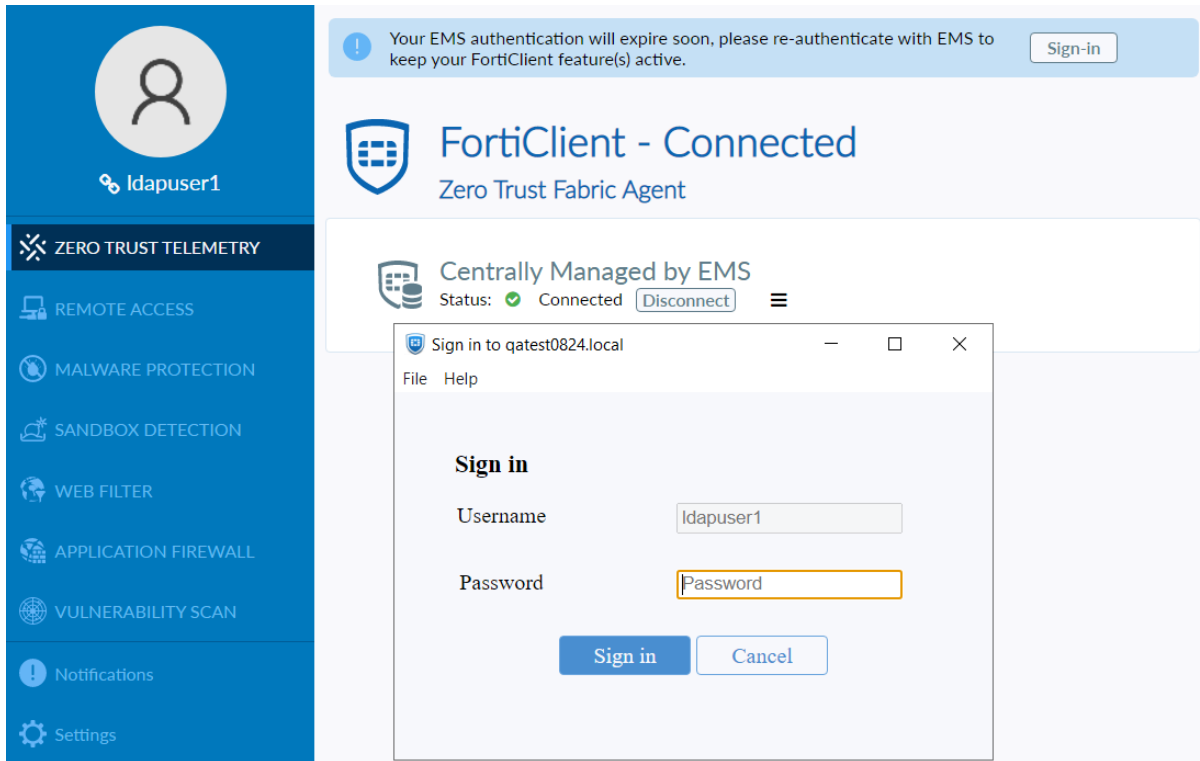 ldapuser1
ZERO TRUST TELEMETRY
REMOTE ACCESS
MALWARE PROTECTION
SANDBOX DETECTION
WEB FILTER
APPLICATION FIREWALL
VULNERABILITY SCAN
Notifications
Settings
Your EMS authentication will expire soon, please re-authenticate with EMS to
keep your FortiClient feature(s) active.
Sign-in
FortiClient - Connected
Zero Trust Fabric Agent
Centrally Managed by EMS
Status: Connected Disconnect
Sign in to qatest0824.local
File Help
Sign in
Username ldapuser1
Password Password
Sign in Cancel